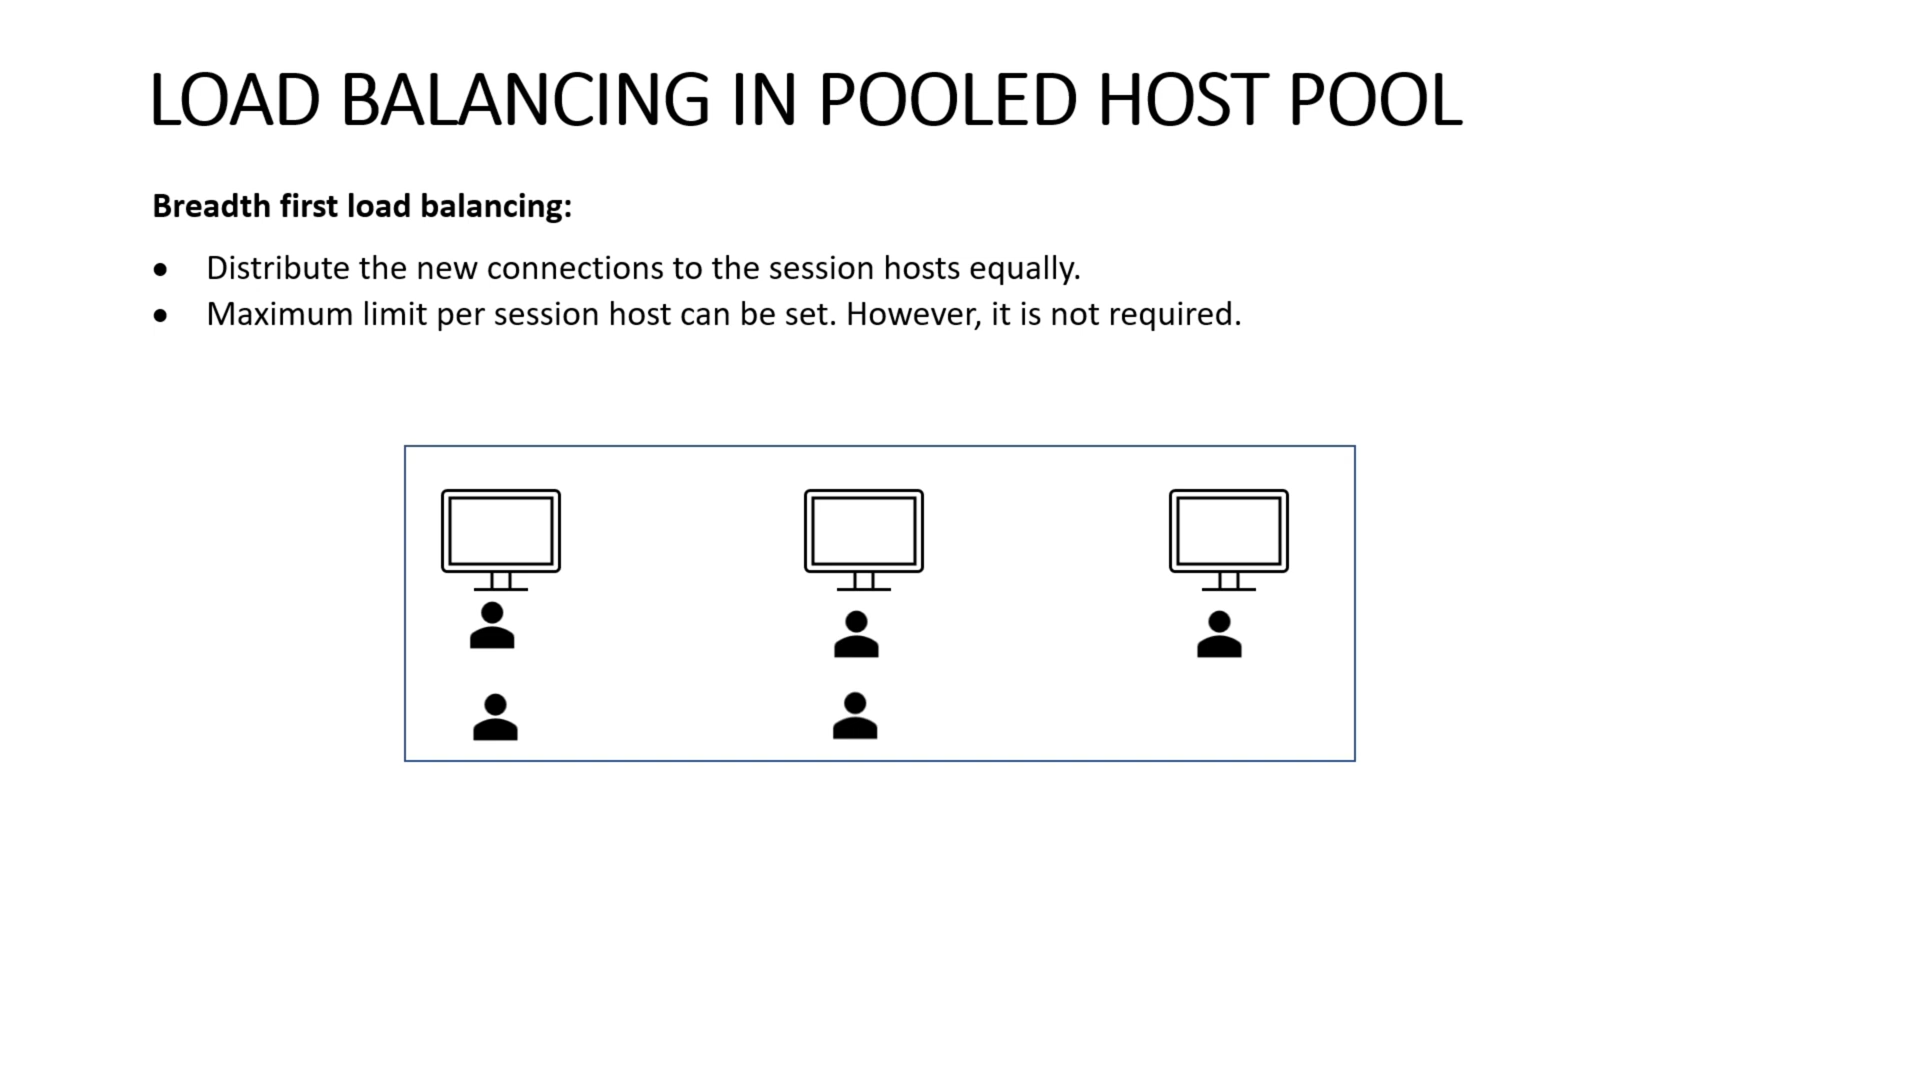 LOAD BALANCING IN POOLED HOST POOL
Breadth first load balancing:
• Distribute the new connections to the session hosts equally.
• Maximum limit per session host can be set. However, it is not required.